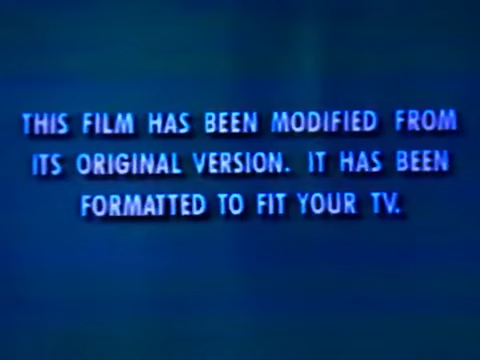 THIS FILM HAS BEEN MODIFIED FROM
ITS ORIGINAL VERSION. IT HAS BEEN
FORMATTED TO FIT YOUR TV.